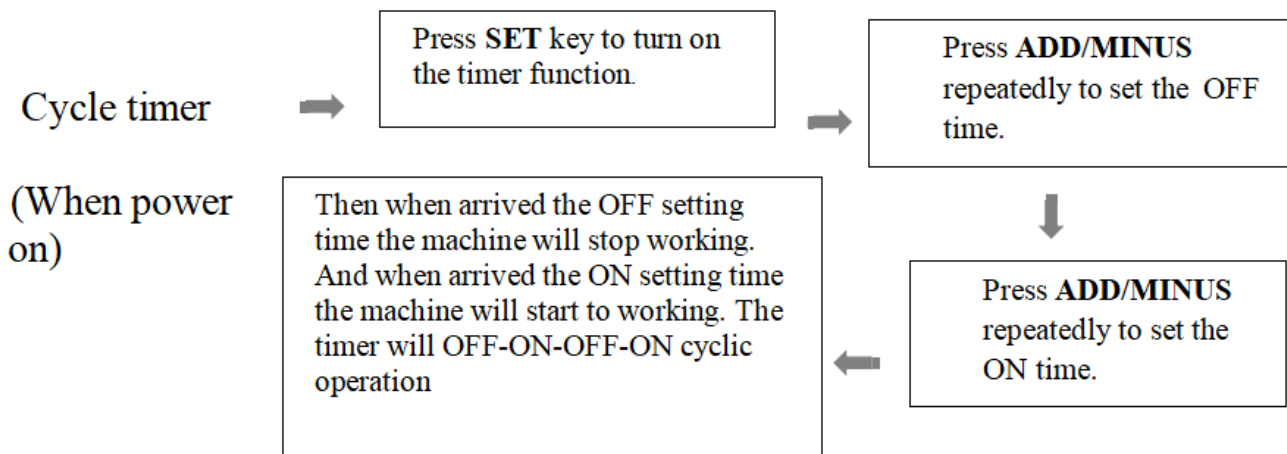 Cycle timer
(When power
on)
Press SET key to turn on
the timer function.
Press ADD/MINUS
repeatedly to set the OFF
time.
Press ADD/MINUS
repeatedly to set the
ON time.
Then when arrived the OFF setting
time the machine will stop working.
And when arrived the ON setting time
the machine will start to working. The
timer will OFF-ON-OFF-ON cyclic
operation